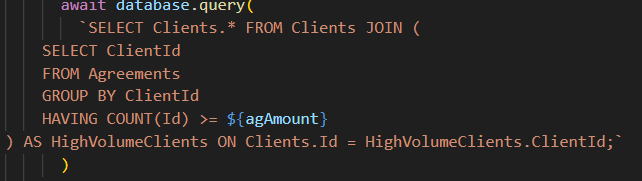 await database.query(
`SELECT Clients.* FROM Clients JOIN (
SELECT ClientId
FROM Agreements
GROUP BY ClientId
HAVING COUNT(Id) >= ${agAmount}
) AS HighVolumeClients ON Clients.Id = HighVolumeClients.ClientId;`
)